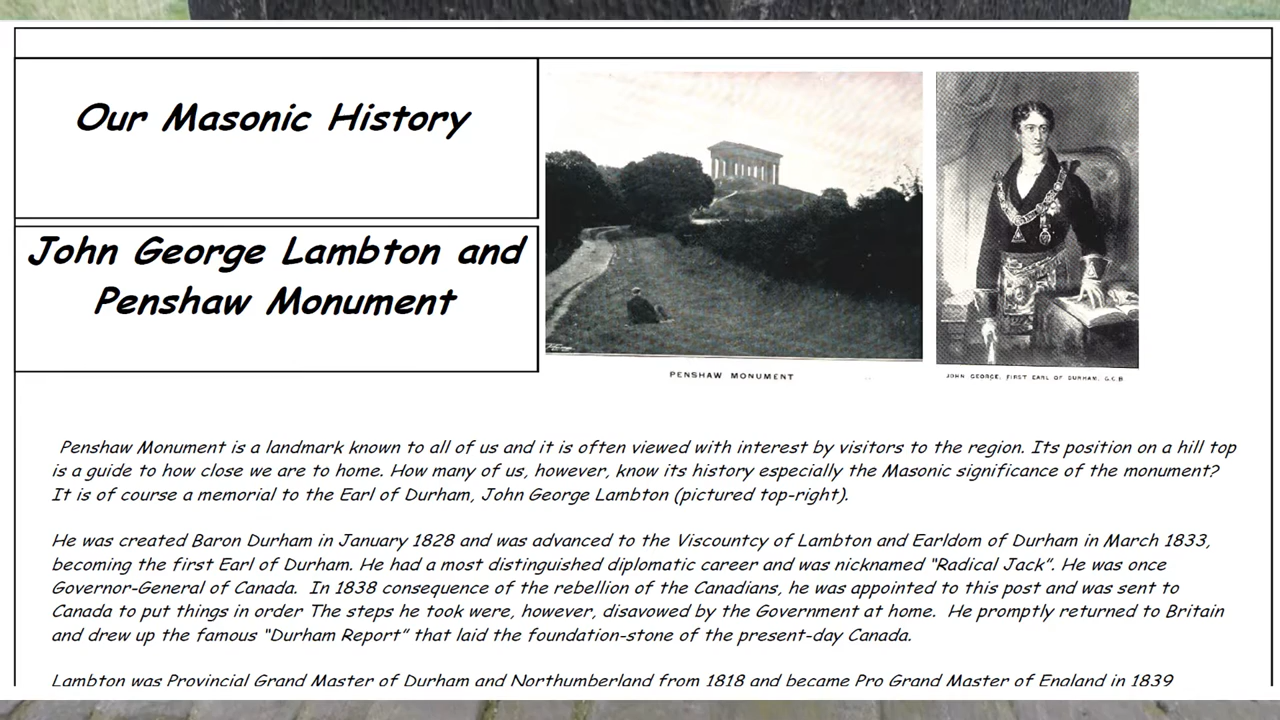 Our Masonic History
John George Lambton and
Penshaw Monument
PENSHAW MONUMENT
JOHN GEORGE, FIRST EARL OF DURHAM, G.C.B
Penshaw Monument is a landmark known to all of us and it is often viewed with interest by visitors to the region. Its position on a hill top
is a guide to how close we are to home. How many of us, however, know its history especially the Masonic significance of the monument?
It is of course a memorial to the Earl of Durham, John George Lambton (pictured top-right).
He was created Baron Durham in January 1828 and was advanced to the Viscountcy of Lambton and Earldom of Durham in March 1833,
becoming the first Earl of Durham. He had a most distinguished diplomatic career and was nicknamed “Radical Jack”. He was once
Governor-General of Canada.  In 1838 consequence of the rebellion of the Canadians, he was appointed to this post and was sent to
Canada to put things in order The steps he took were, however, disavowed by the Government at home.  He promptly returned to Britain
and drew up the famous “Durham Report” that laid the foundation-stone of the present-day Canada.
Lambton was Provincial Grand Master of Durham and Northumberland from 1818 and became Pro Grand Master of England in 1839